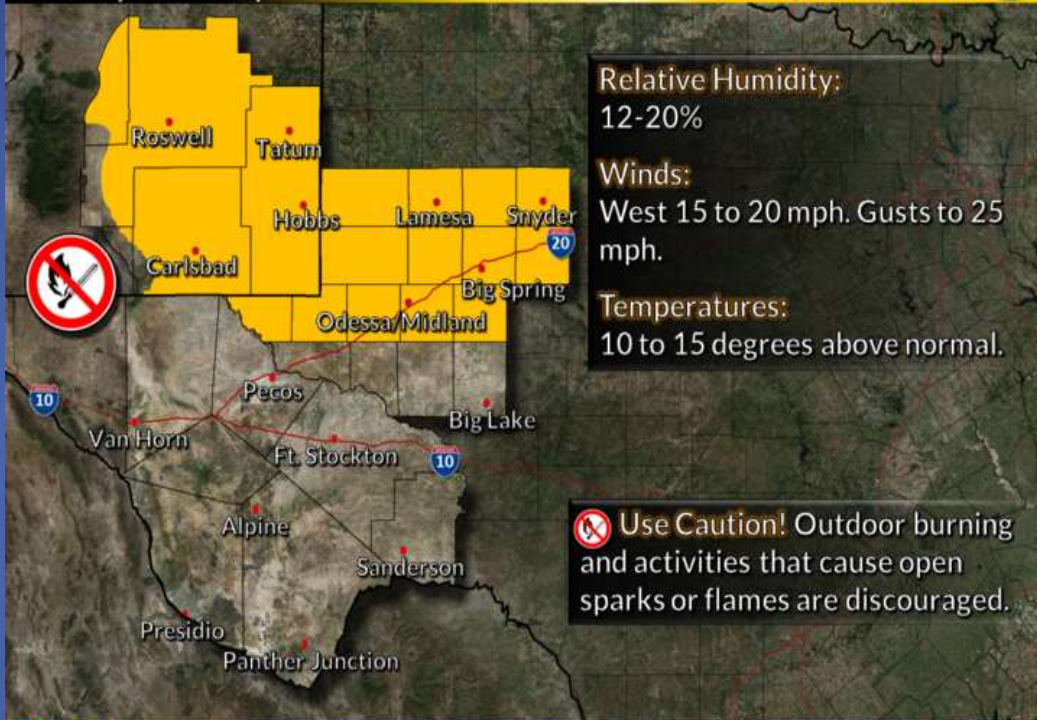 Relative Humidity:
12-20%
Winds:
West 15 to 20 mph. Gusts to 25
mph.
Temperatures:
10 to 15 degrees above normal.
Roswell
Tatum
Hobbs
Lamesa
Snyder
20
Carlsbad
Big Spring
Odessa/Midland
Pecos
10
Big Lake
Van Horn
Ft. Stockton
10
Alpine
Sanderson
Presidio
Panther Junction
Use Caution! Outdoor burning
and activities that cause open
sparks or flames are discouraged.